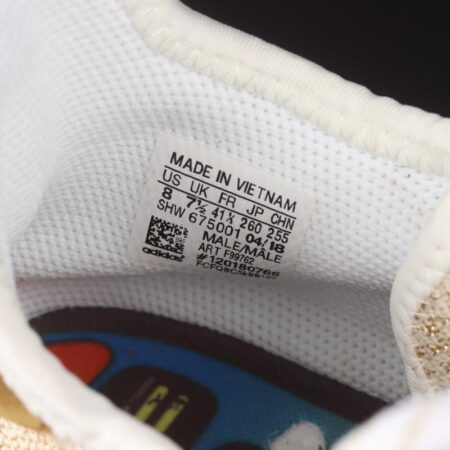 MADE IN VIETNAM
US UK FR JP CHN
8 7½ 41⅓ 260 255
SHW 675001 04/18
MALE/MÂLE
ART F99762
#120180766
adidas